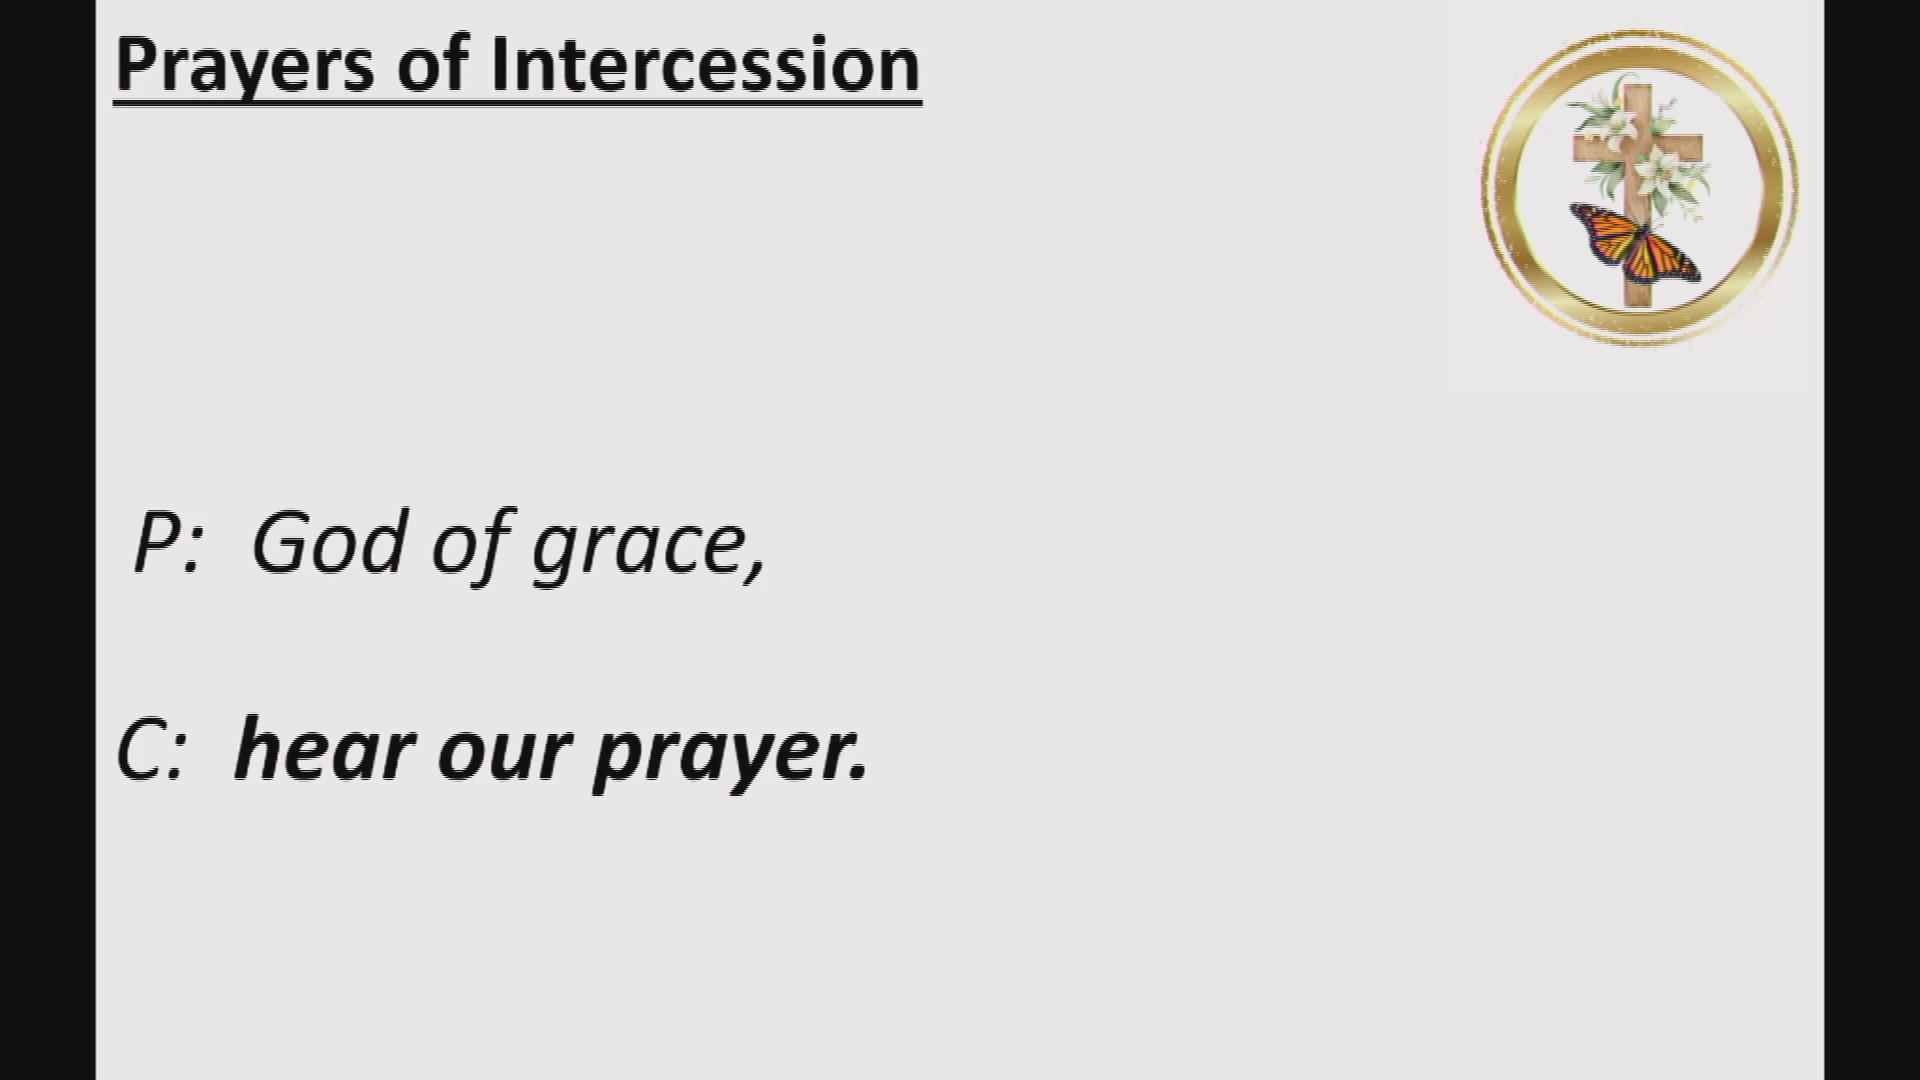 Prayers of Intercession
P: God of grace,
C: hear our prayer.